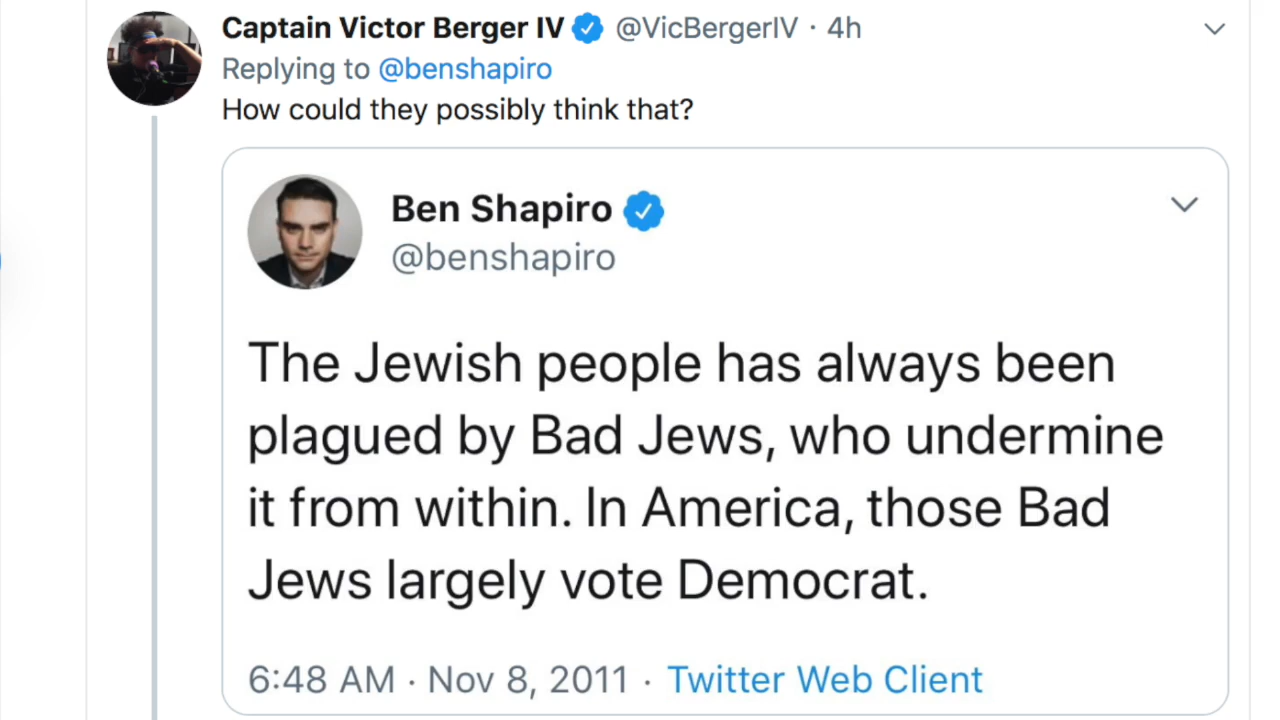 Captain Victor Berger IV @VicBergerIV · 4h
Replying to @benshapiro
How could they possibly think that?
Ben Shapiro
@benshapiro
The Jewish people has always been
plagued by Bad Jews, who undermine
it from within. In America, those Bad
Jews largely vote Democrat.
6:48 AM · Nov 8, 2011 · Twitter Web Client